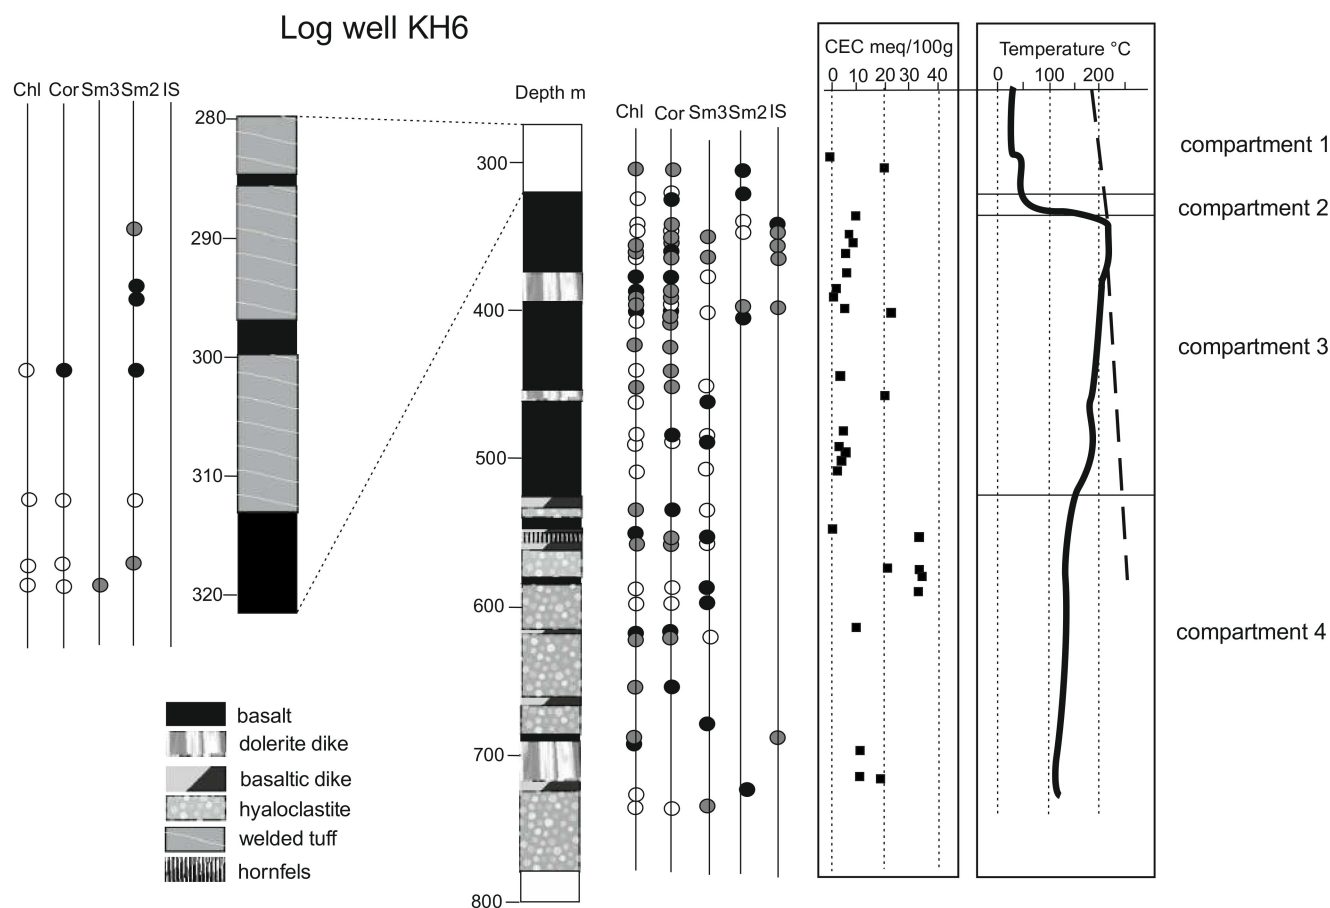 Log well KH6
Chl Cor Sm3 Sm2 IS
280
290
300
310
320
Depth m
300
400
500
600
700
800
Chl Cor Sm3 Sm2 IS
CEC meq/100g
0 10 20 30 40
Temperature °C
0 100 200
compartment 1
compartment 2
compartment 3
compartment 4
basalt
dolerite dike
basaltic dike
hyaloclastite
welded tuff
hornfels